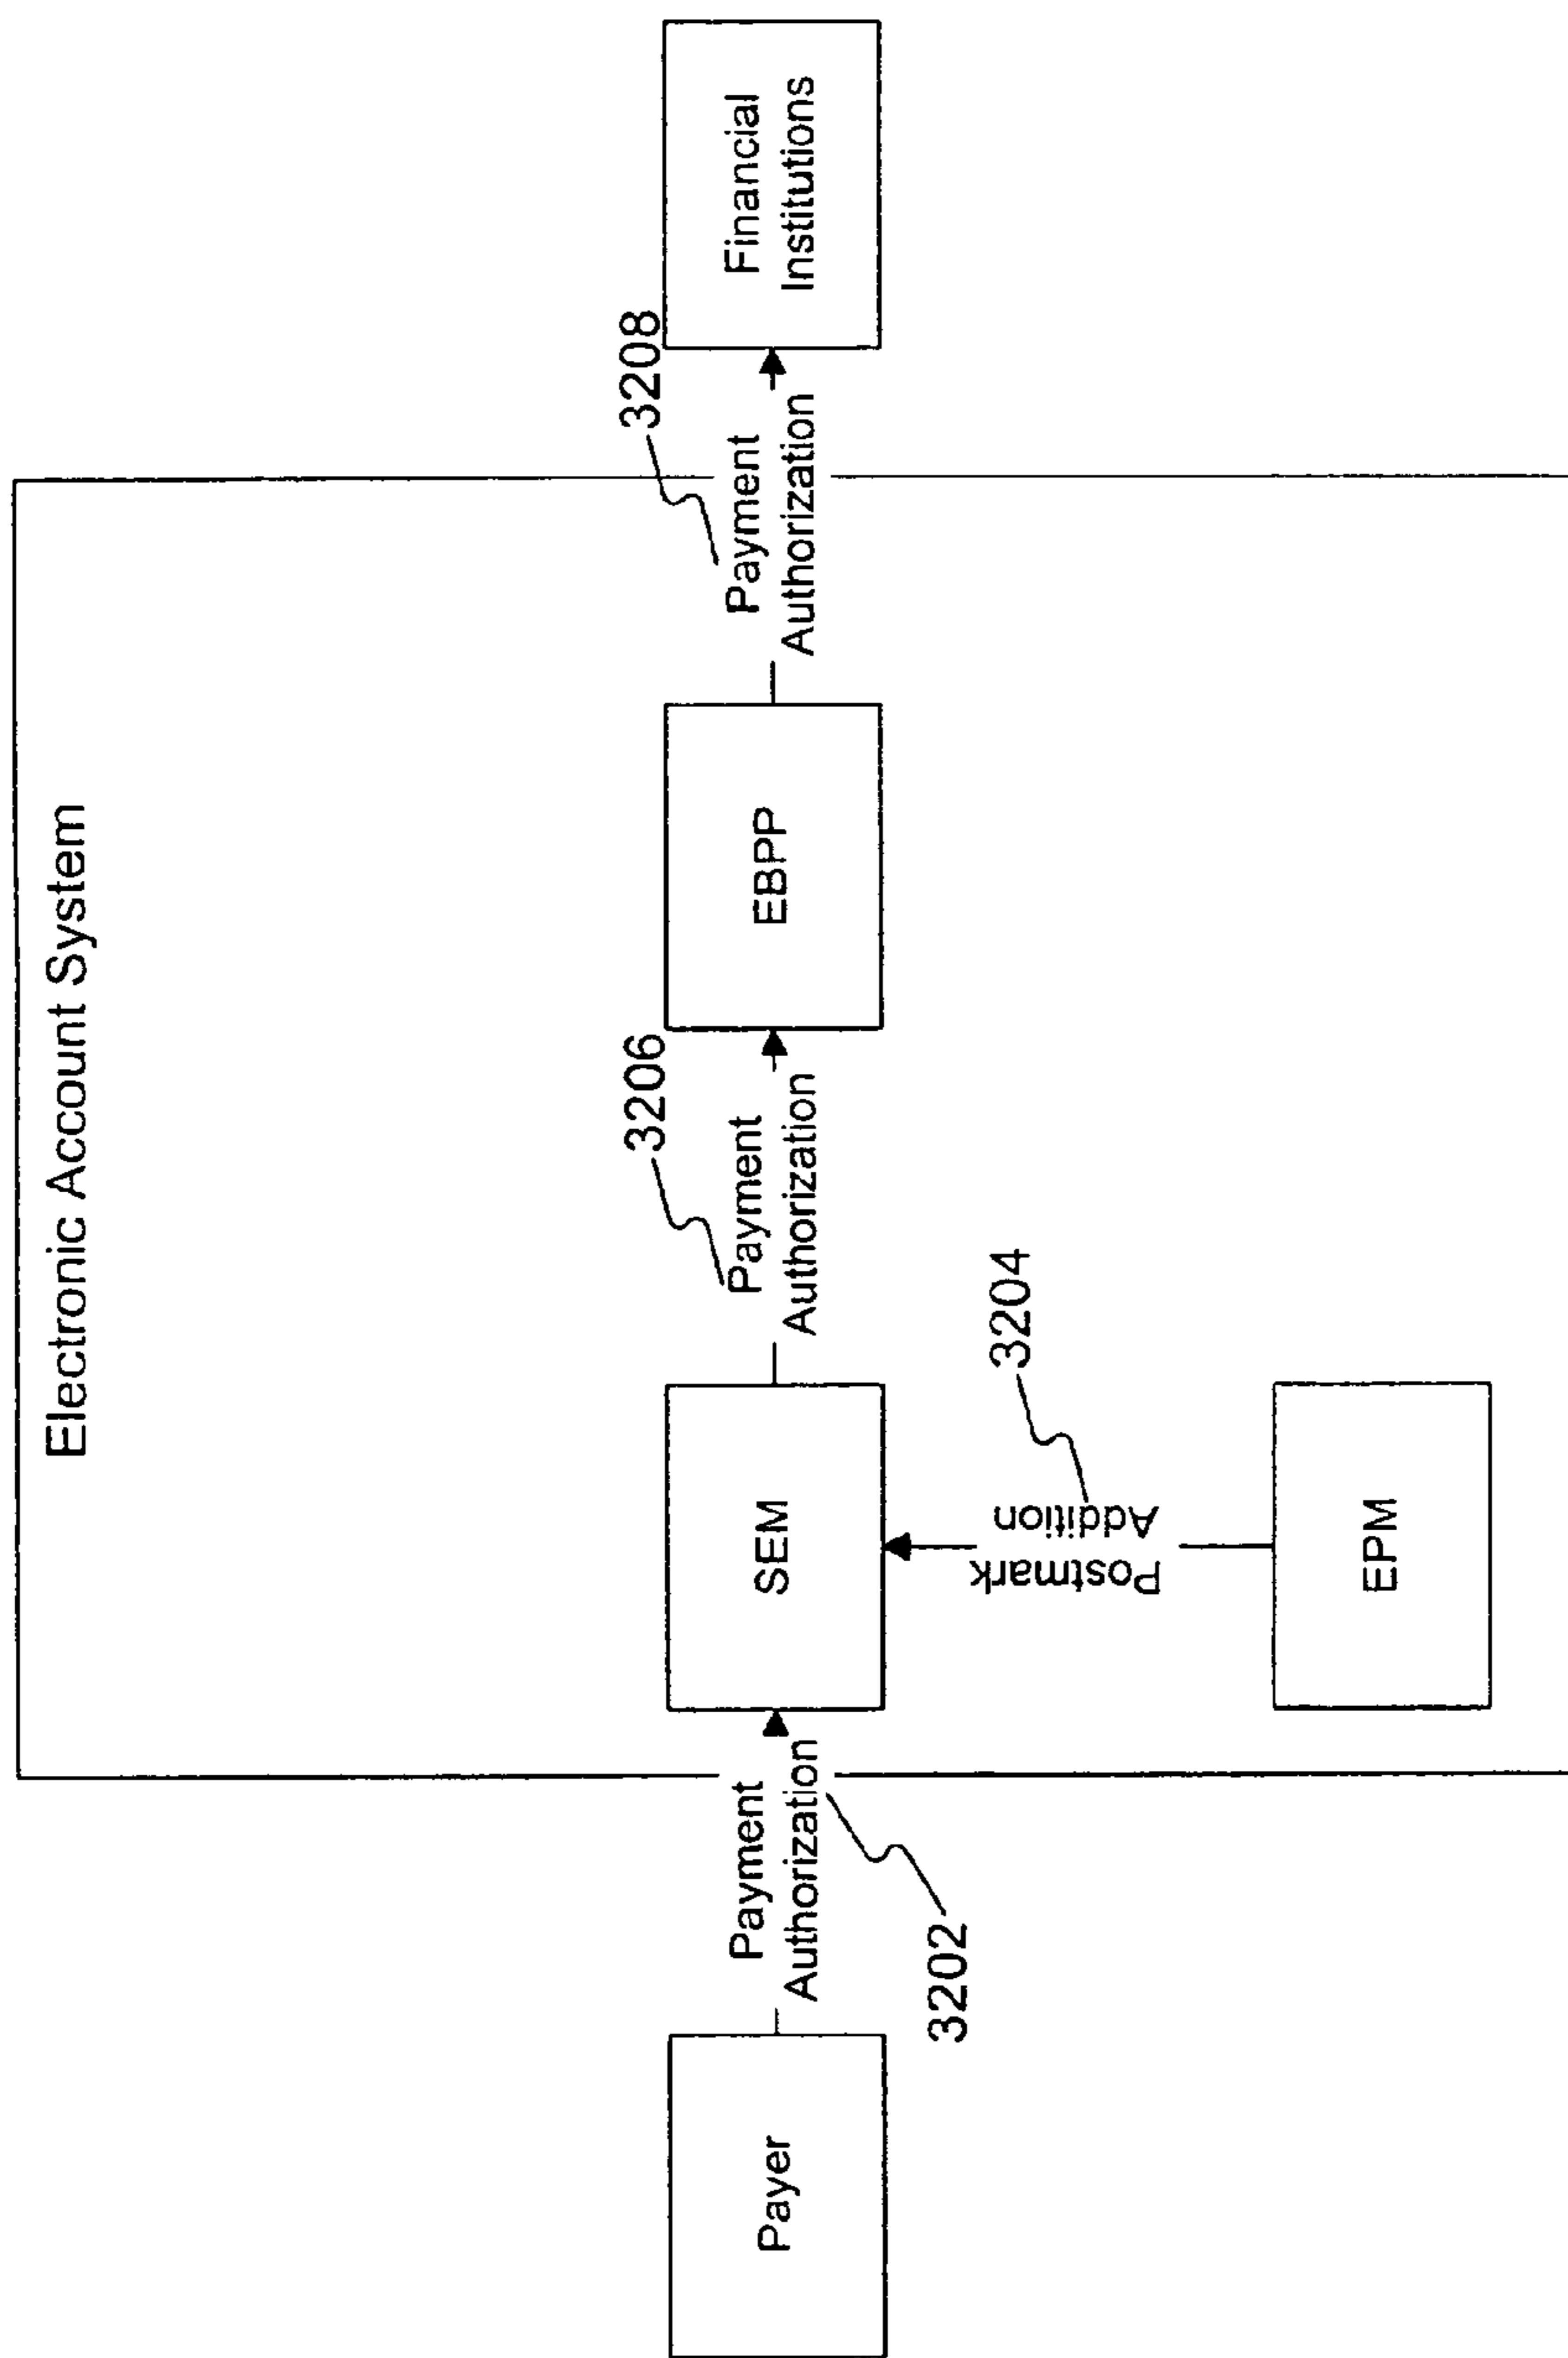 Electronic Account System
Payer
Payment
Authorization
3202
SEM
Postmark
Addition
3204
EPM
Payment
Authorization
3206
EBPP
Payment
Authorization
3208
Financial
Institutions